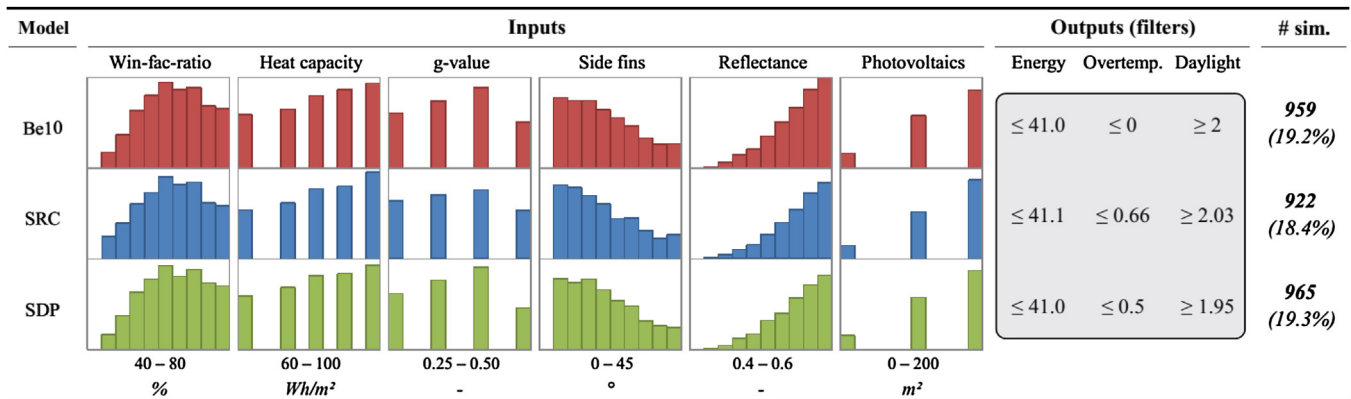 Model Inputs Outputs (filters) # sim.
Win-fac-ratio Heat capacity g-value Side fins Reflectance Photovoltaics Energy Overtemp. Daylight
Be10 ≤ 41.0 ≤ 0 ≥ 2 959
(19.2%)
SRC ≤ 41.1 ≤ 0.66 ≥ 2.03 922
(18.4%)
SDP ≤ 41.0 ≤ 0.5 ≥ 1.95 965
(19.3%)
40 – 80 60 – 100 0.25 – 0.50 0 – 45 0.4 – 0.6 0 – 200
% Wh/m² - ° - m²